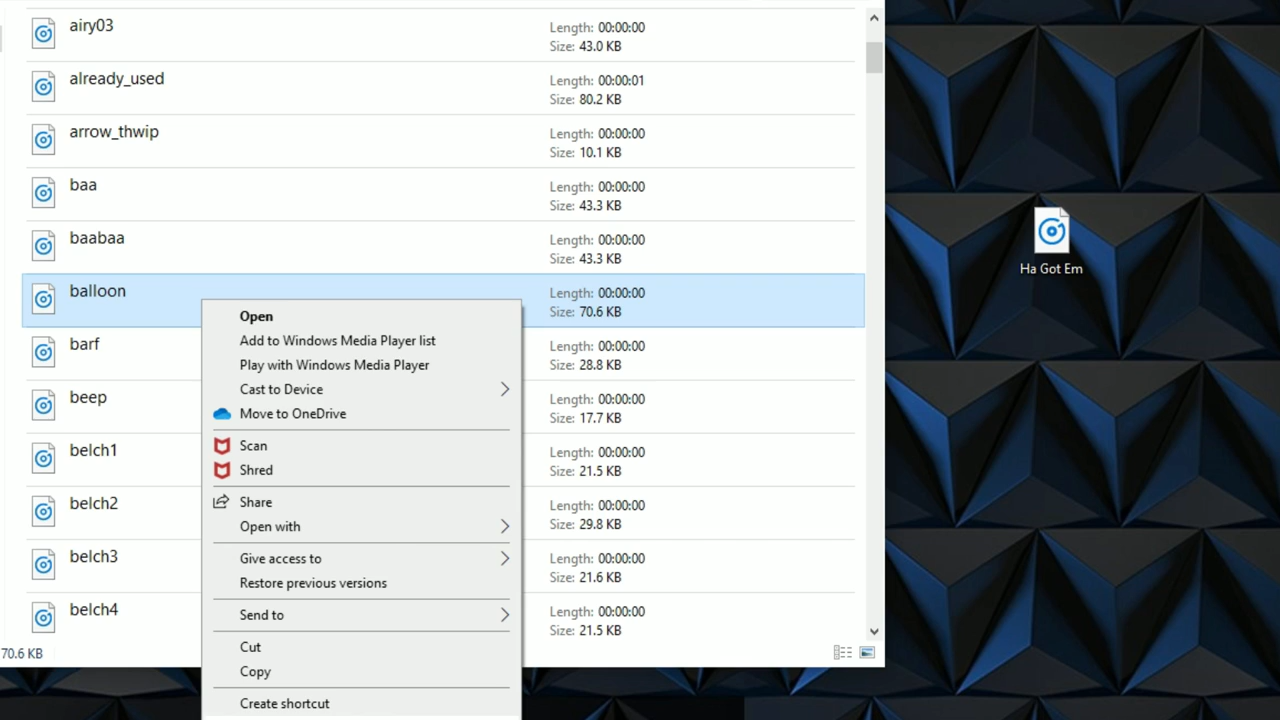 airy03
Length: 00:00:00
Size: 43.0 KB
already_used
Length: 00:00:01
Size: 80.2 KB
arrow_thwip
Length: 00:00:00
Size: 10.1 KB
baa
Length: 00:00:00
Size: 43.3 KB
baabaa
Length: 00:00:00
Size: 43.3 KB
balloon
Length: 00:00:00
Size: 70.6 KB
barf
Length: 00:00:00
Size: 28.8 KB
beep
Length: 00:00:00
Size: 17.7 KB
belch1
Length: 00:00:00
Size: 21.5 KB
belch2
Length: 00:00:00
Size: 29.8 KB
belch3
Length: 00:00:00
Size: 21.6 KB
belch4
Length: 00:00:00
Size: 21.5 KB
70.6 KB
Open
Add to Windows Media Player list
Play with Windows Media Player
Cast to Device
Move to OneDrive
Scan
Shred
Share
Open with
Give access to
Restore previous versions
Send to
Cut
Copy
Create shortcut
Ha Got Em